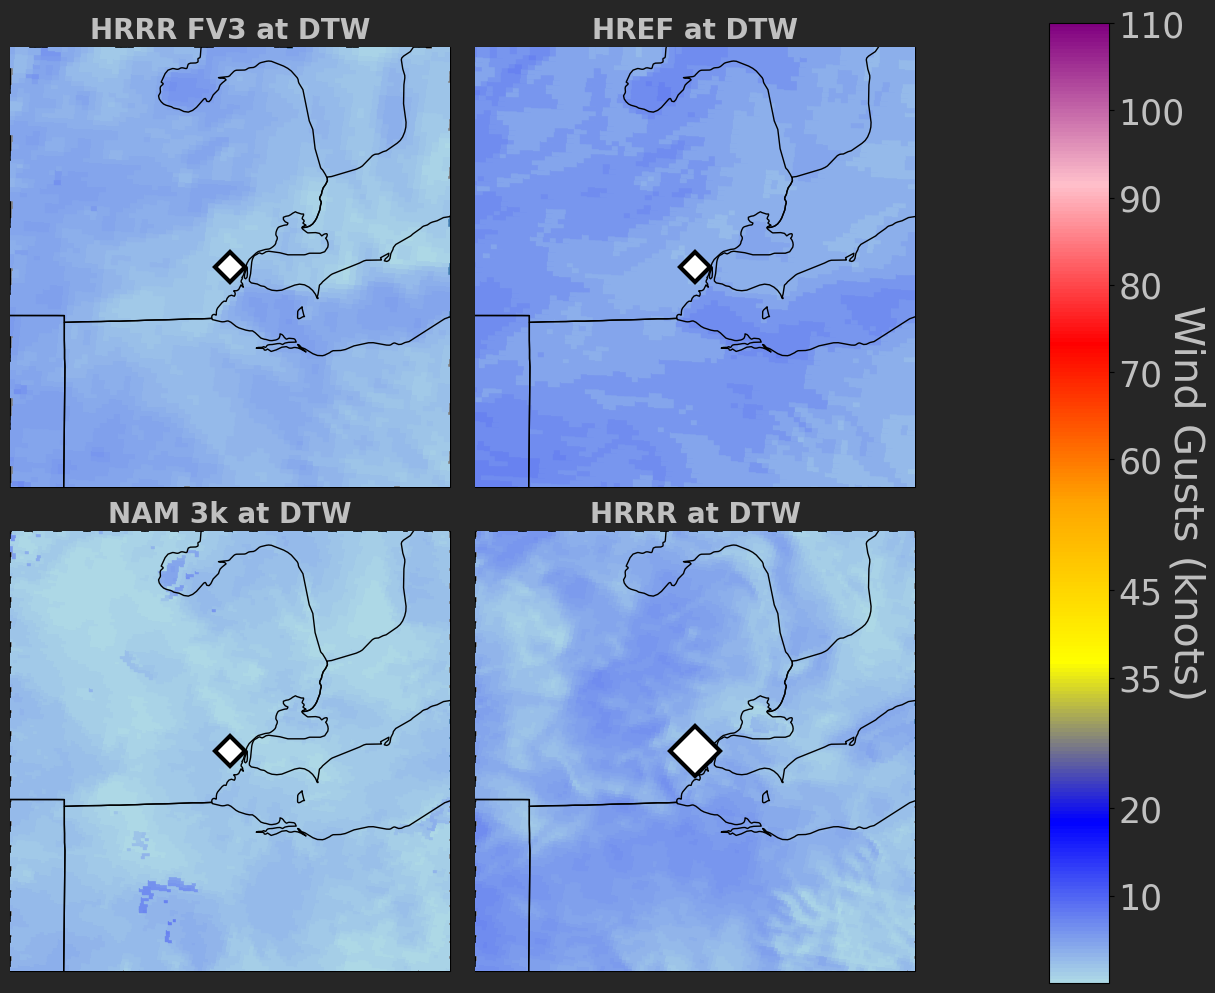 HRRR FV3 at DTW
HREF at DTW
NAM 3k at DTW
HRRR at DTW
110
100
90
80
70
60
45
35
20
10
Wind Gusts (knots)